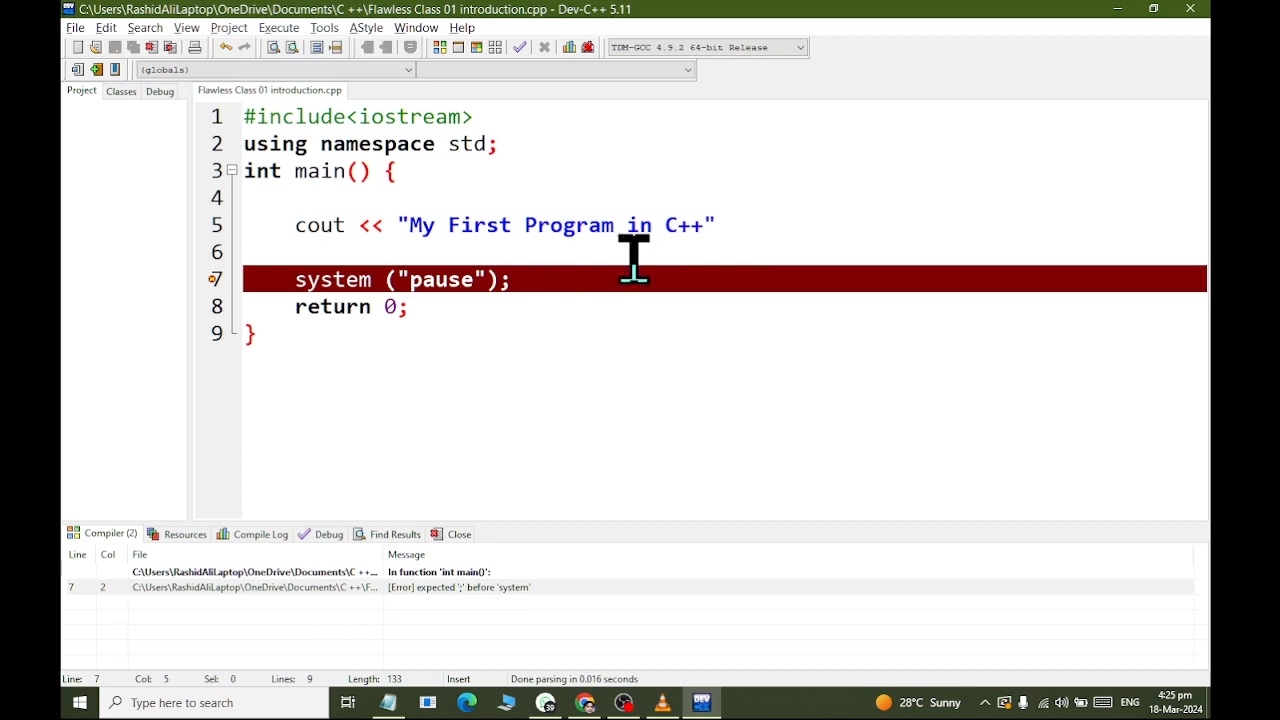 C:\Users\RashidAliLaptop\OneDrive\Documents\C ++\Flawless Class 01 introduction.cpp - Dev-C++ 5.11
File Edit Search View Project Execute Tools AStyle Window Help
TDM-GCC 4.9.2 64-bit Release
(globals)
Project Classes Debug
Flawless Class 01 introduction.cpp
1 #include<iostream>
2 using namespace std;
3 int main() {
4
5 cout << "My First Program in C++"
6
7 system ("pause");
8 return 0;
9 }
Compiler (2) Resources Compile Log Debug Find Results Close
Line Col File Message
C:\Users\RashidAliLaptop\OneDrive\Documents\C ++... In function 'int main()':
7 2 C:\Users\RashidAliLaptop\OneDrive\Documents\C ++\F... [Error] expected ';' before 'system'
Line: 7 Col: 5 Sel: 0 Lines: 9 Length: 133 Insert Done parsing in 0.016 seconds
Type here to search
28°C Sunny
ENG
4:25 pm
18-Mar-2024